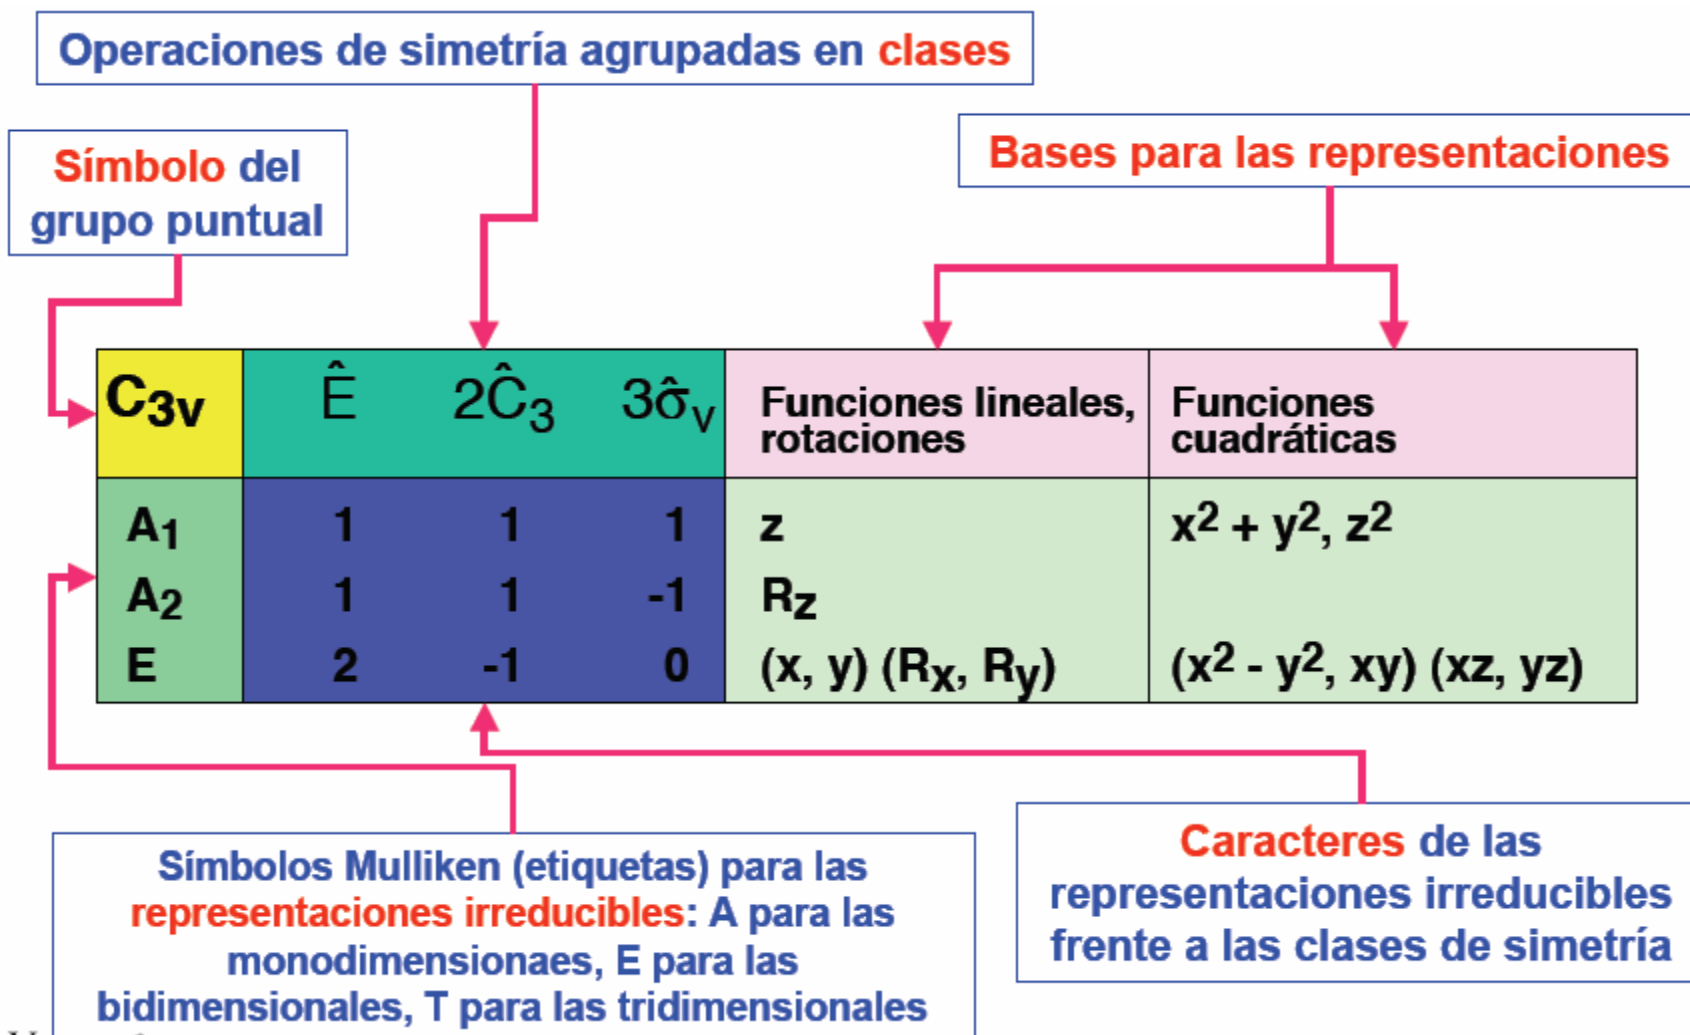 Operaciones de simetría agrupadas en clases
Símbolo del
grupo puntual
Bases para las representaciones
C3v Ê 2Ĉ3 3σ̂v Funciones lineales, rotaciones Funciones cuadráticas
A1 1 1 1 z x² + y², z²
A2 1 1 -1 Rz
E 2 -1 0 (x, y) (Rx, Ry) (x² - y², xy) (xz, yz)
Símbolos Mulliken (etiquetas) para las
representaciones irreducibles: A para las
monodimensionaes, E para las
bidimensionales, T para las tridimensionales
Caracteres de las
representaciones irreducibles
frente a las clases de simetría